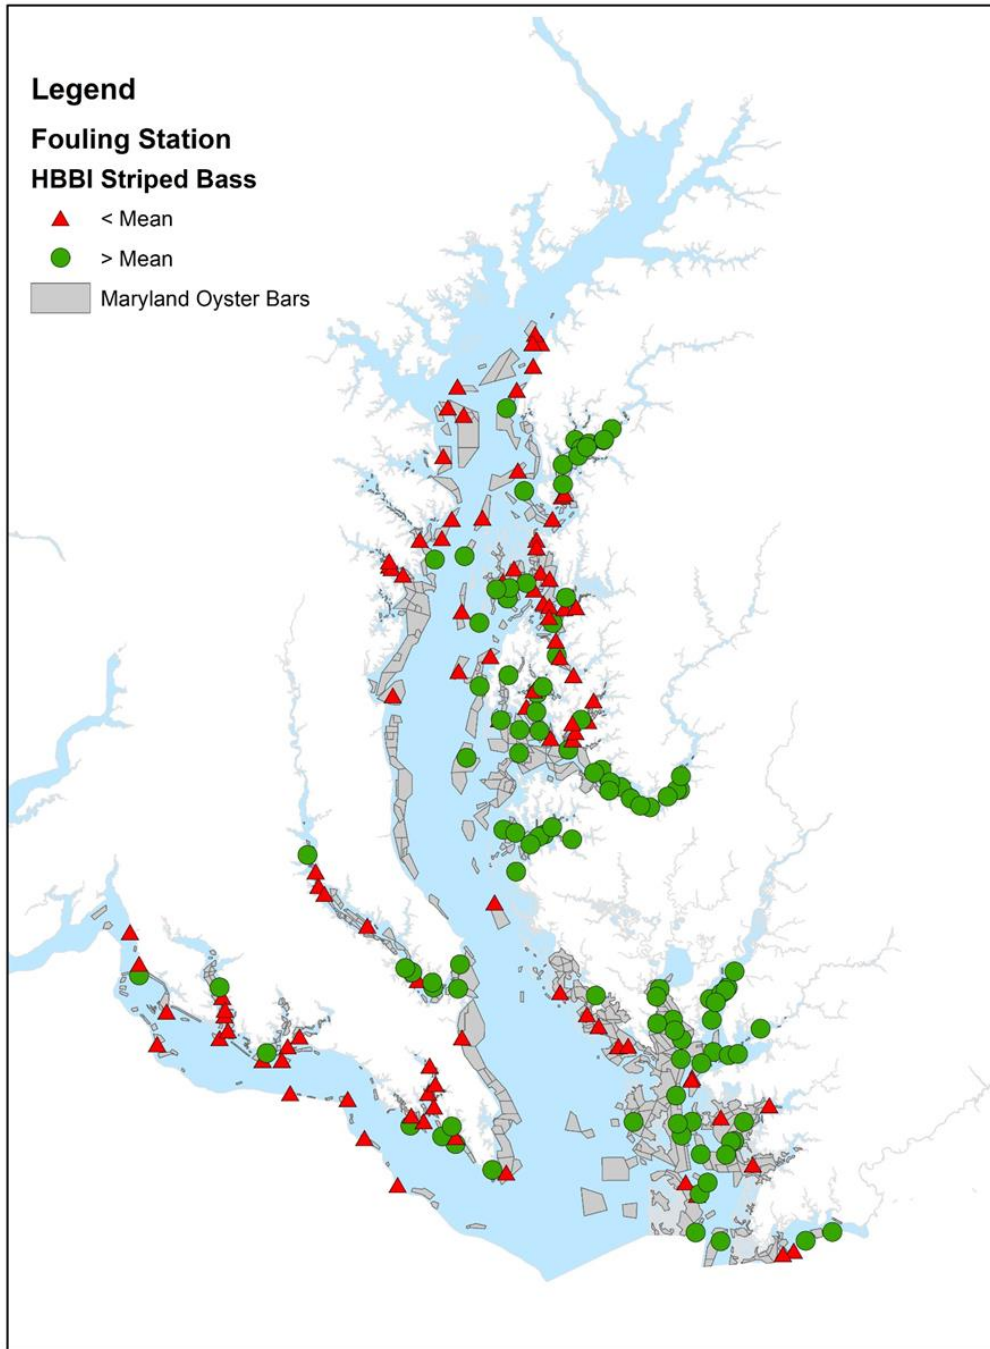 Legend
Fouling Station
HBBI Striped Bass
< Mean
> Mean
Maryland Oyster Bars